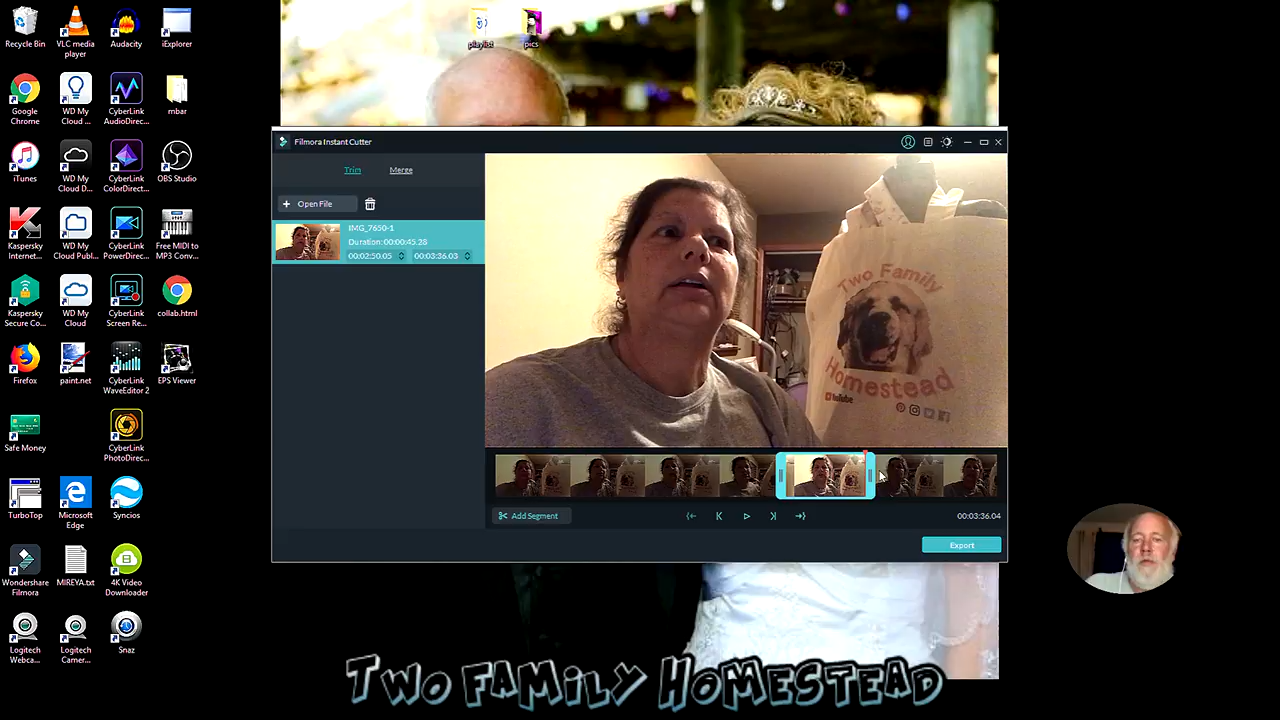 Recycle Bin
VLC media
player
Audacity
iExplorer
playlist
pics
Google
Chrome
WD My
Cloud ...
CyberLink
AudioDirec...
mbar
iTunes
WD My
Cloud D...
CyberLink
ColorDirect...
OBS Studio
Kaspersky
Internet...
WD My
Cloud Publ...
CyberLink
PowerDirec...
Free MIDI to
MP3 Conv...
Kaspersky
Secure Co...
WD My
Cloud
CyberLink
Screen Re...
collab.html
Firefox
paint.net
CyberLink
WaveEditor 2
EPS Viewer
Safe Money
CyberLink
PhotoDirec...
TurboTop
Microsoft
Edge
Syncios
Wondershare
Filmora
MIREYA.txt
4K Video
Downloader
Logitech
Webca...
Logitech
Camer...
Snaz
Filmora Instant Cutter
Trim
Merge
+ Open File
IMG_7650-1
Duration:00:00:45.28
00:02:50.05
00:03:36.03
Two Family
Homestead
YouTube
Add Segment
00:03:36.04
Export
Two Family Homestead